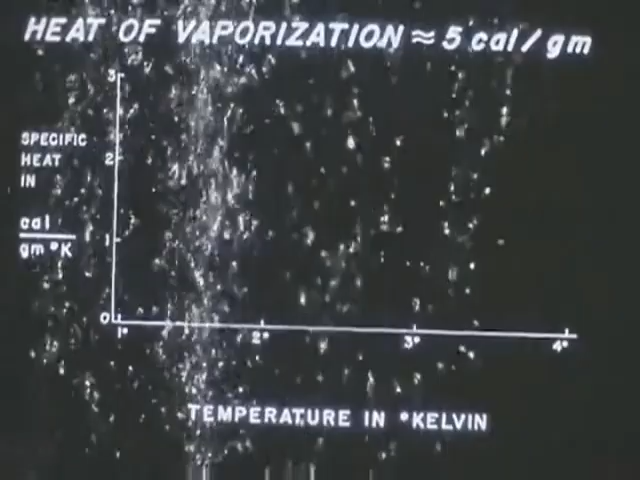 HEAT OF VAPORIZATION ≈ 5 cal/gm
3
SPECIFIC
HEAT
IN
2
cal
gm °K
1
0
1° 2° 3° 4°
TEMPERATURE IN °KELVIN